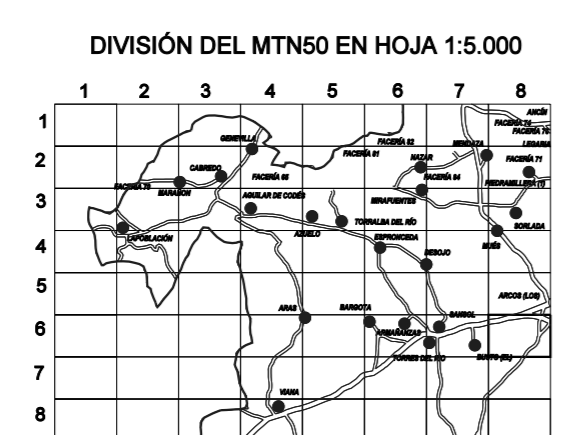 DIVISIÓN DEL MTN50 EN HOJA 1:5.000
1 2 3 4 5 6 7 8
1
ANCÍN
FACERÍA 74
FACERÍA 76
GENEVILLA
FACERÍA 82
MENDAZA
LEGARIA
2
FACERÍA 81
NAZAR
FACERÍA 71
CABREDO
FACERÍA 65
FACERÍA 84
PIEDRAMILLERA (1)
MARAÑON
3
AGUILAR DE CODÉS
MIRAFUENTES
TORRALBA DEL RÍO
SORLADA
AZUELO
LAPOBLACIÓN
4
ESPRONCEDA
MUÉS
DESOJO
5
ARCOS (LOS)
ARAS
BARGOTA
SANSOL
6
ARMAÑANZAS
TORRES DEL RÍO
BUSTO (EL)
7
VIANA
8